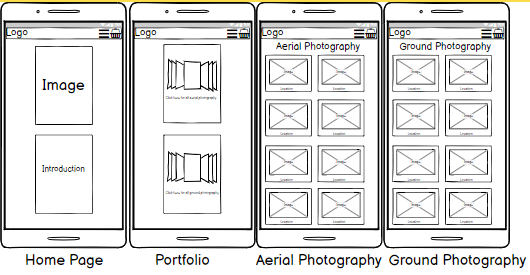 Logo
Image
Introduction
Home Page
Logo
Click here for all aerial photography
Click here for all ground photography
Portfolio
Logo
Aerial Photography
Image
Image
Location
Location
Image
Image
Location
Location
Image
Image
Location
Location
Image
Image
Location
Location
Aerial Photography
Logo
Ground Photography
Image
Image
Location
Location
Image
Image
Location
Location
Image
Image
Location
Location
Image
Image
Location
Location
Ground Photography